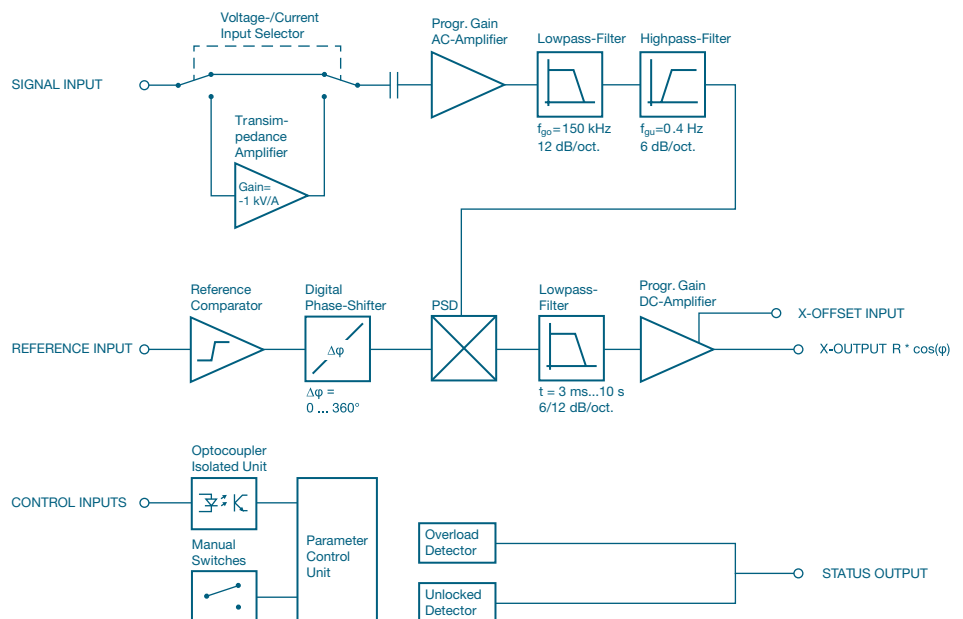 Voltage-/Current
Input Selector
Progr. Gain
AC-Amplifier
Lowpass-Filter
Highpass-Filter
SIGNAL INPUT
fgo=150 kHz
12 dB/oct.
fgu=0.4 Hz
6 dB/oct.
Transim-
pedance
Amplifier
Gain=
-1 kV/A
Reference
Comparator
Digital
Phase-Shifter
PSD
Lowpass-
Filter
Progr. Gain
DC-Amplifier
X-OFFSET INPUT
REFERENCE INPUT
Δφ
X-OUTPUT R * cos(φ)
Δφ =
0 ... 360°
t = 3 ms...10 s
6/12 dB/oct.
Optocoupler
Isolated Unit
CONTROL INPUTS
Manual
Switches
Parameter
Control
Unit
Overload
Detector
STATUS OUTPUT
Unlocked
Detector